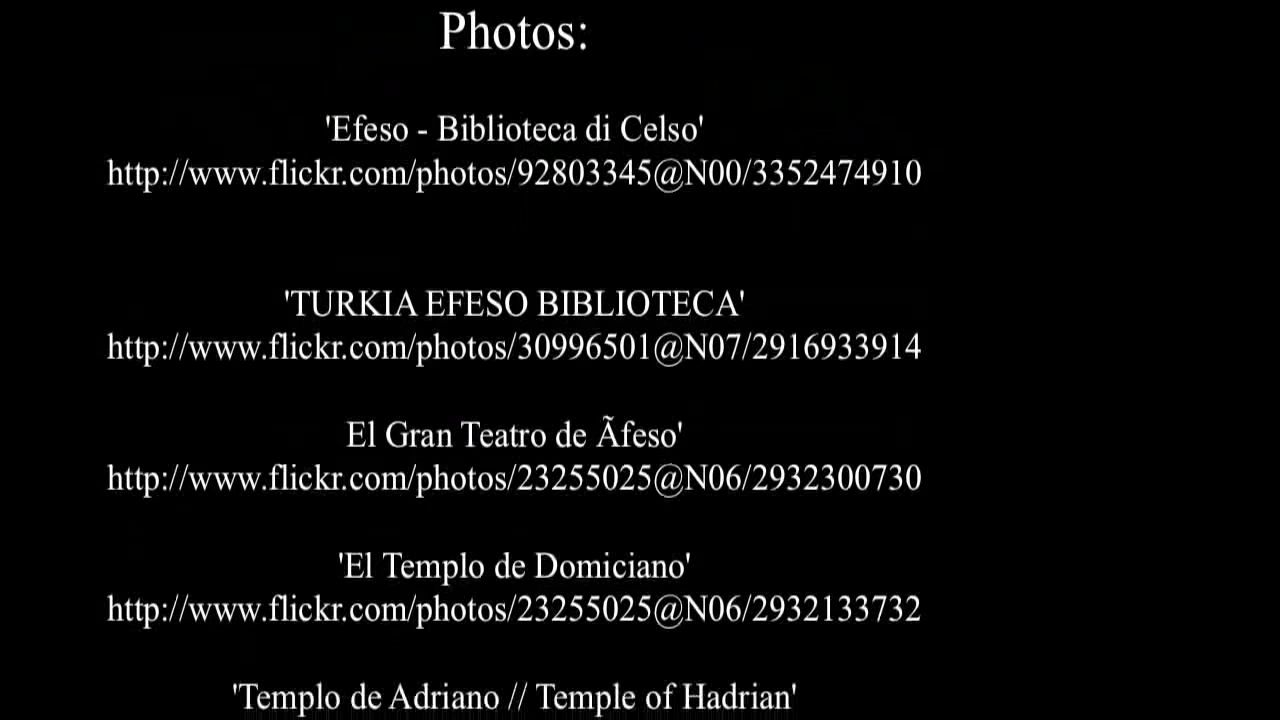 Photos:
'Efeso - Biblioteca di Celso'
http://www.flickr.com/photos/92803345@N00/3352474910
'TURKIA EFESO BIBLIOTECA'
http://www.flickr.com/photos/30996501@N07/2916933914
El Gran Teatro de Ãfeso'
http://www.flickr.com/photos/23255025@N06/2932300730
'El Templo de Domiciano'
http://www.flickr.com/photos/23255025@N06/2932133732
'Templo de Adriano // Temple of Hadrian'